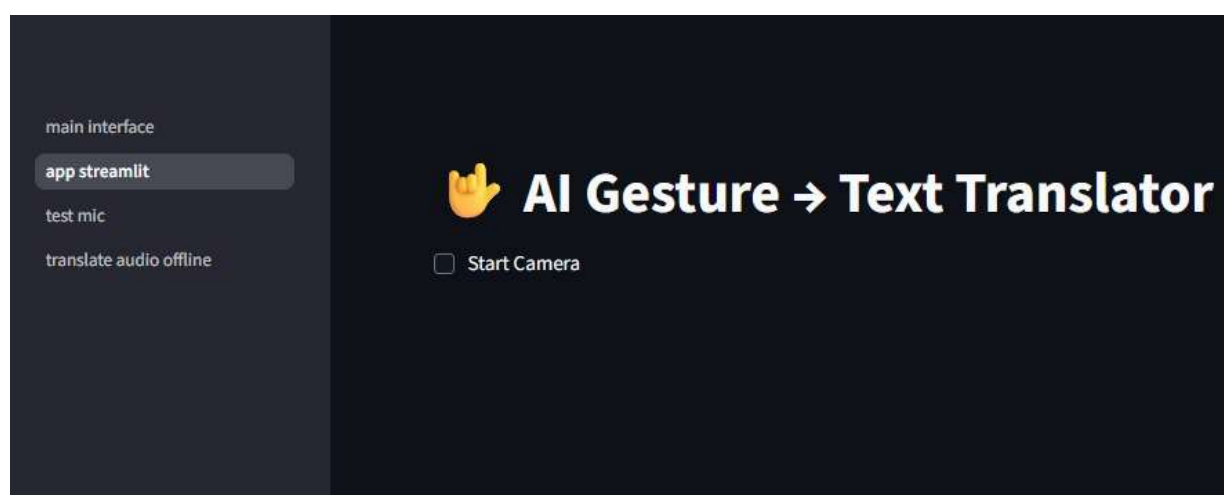 main interface
app streamlit
test mic
translate audio offline
🤟 AI Gesture → Text Translator
Start Camera